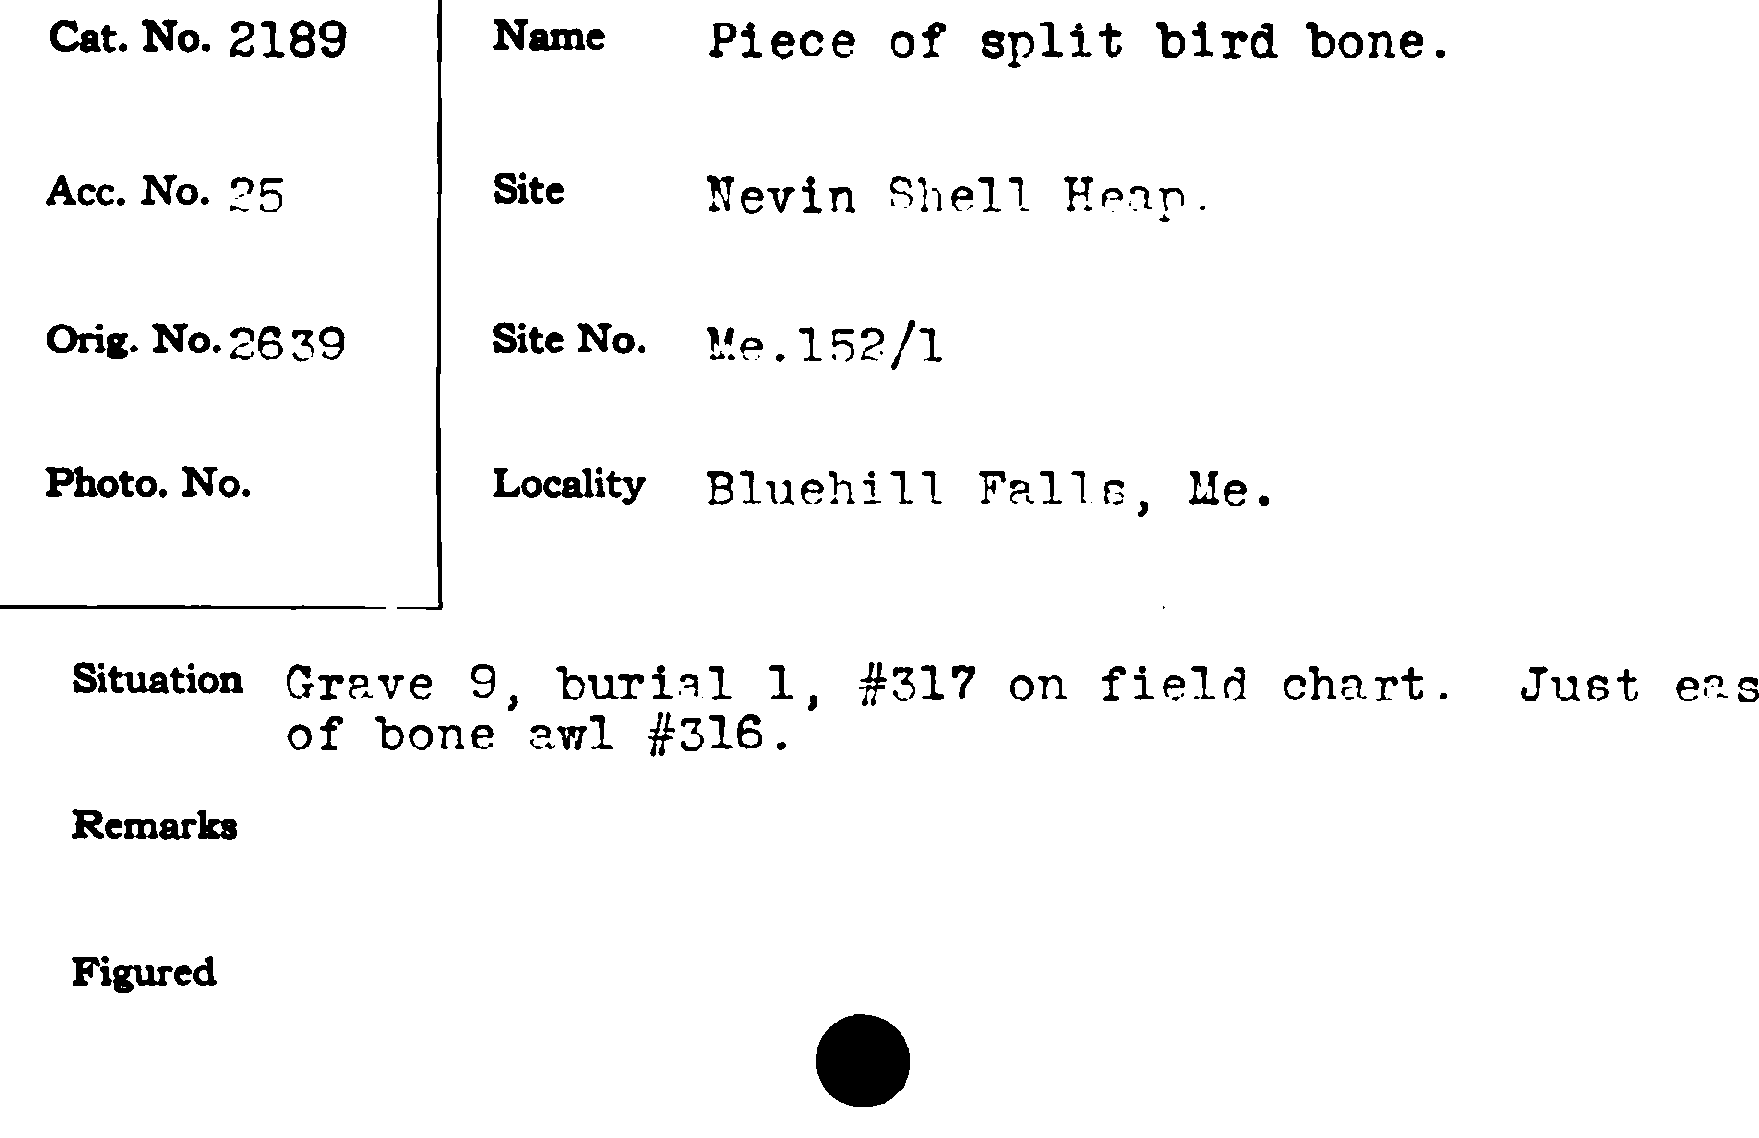 Cat. No. 2189
Name Piece of split bird bone.
Acc. No. 25
Site Nevin Shell Heap.
Orig. No. 2639
Site No. Me.152/1
Photo. No.
Locality Bluehill Falls, Me.
Situation Grave 9, burial 1, #317 on field chart. Just eas
of bone awl #316.
Remarks
Figured